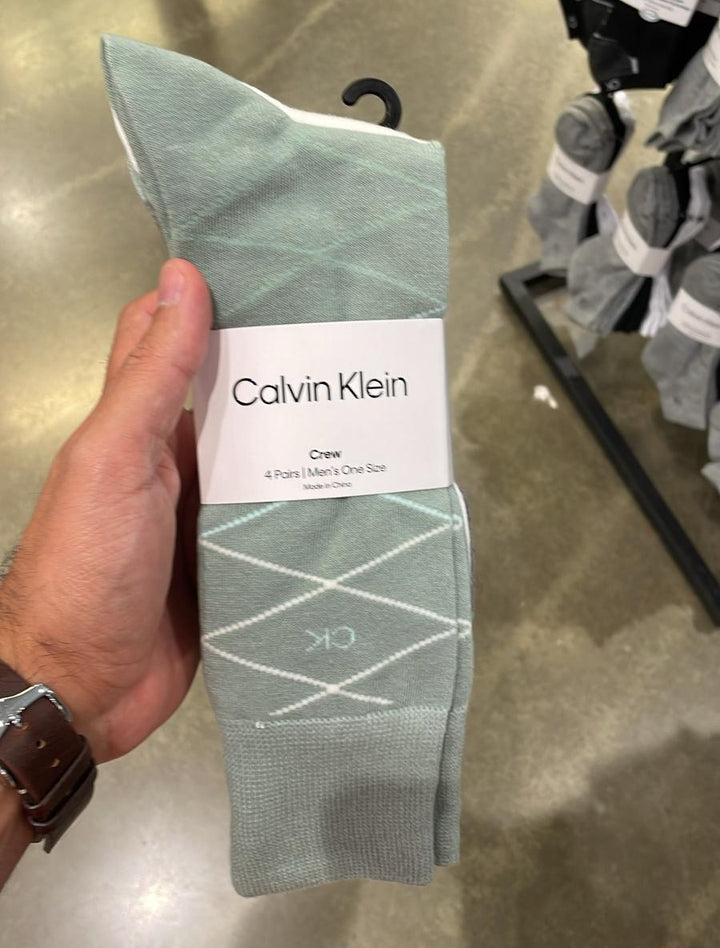 Calvin Klein
Crew
4 Pairs | Men's One Size
Made in China
CK